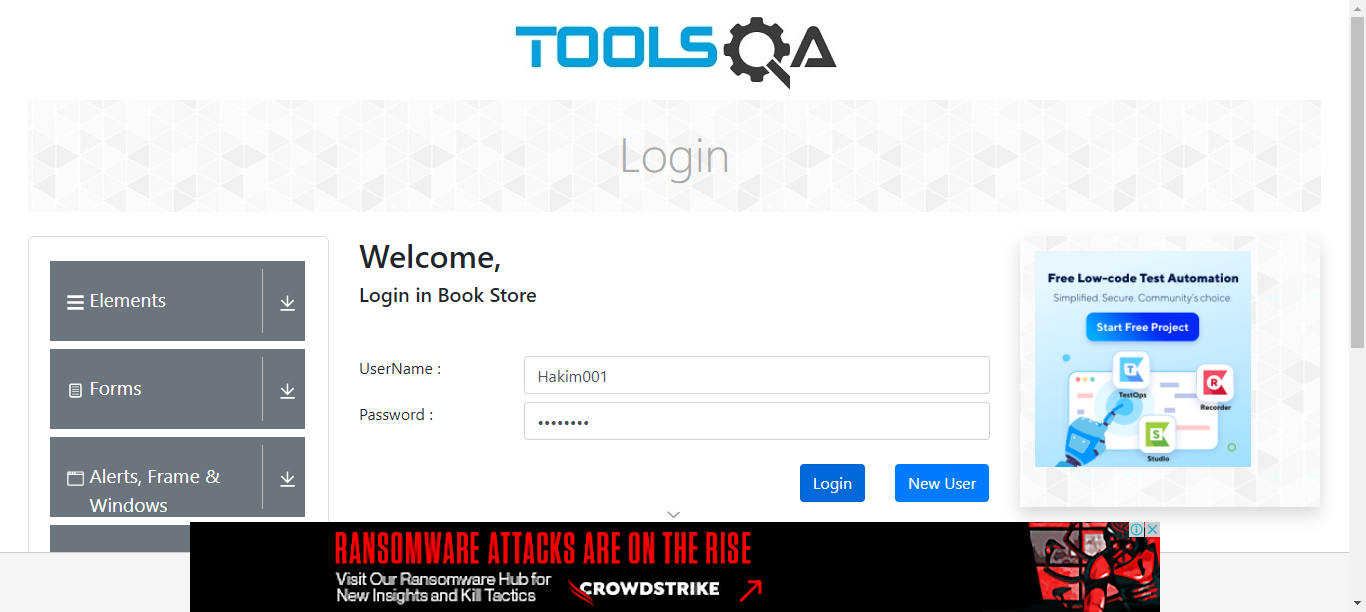 TOOLSQA
Login
Elements
Forms
Alerts, Frame &
Windows
Welcome,
Login in Book Store
UserName :
Hakim001
Password :
••••••••
Login
New User
Free Low-code Test Automation
Simplified. Secure. Community's choice.
Start Free Project
TestOps
Recorder
Studio
RANSOMWARE ATTACKS ARE ON THE RISE
Visit Our Ransomware Hub for
New Insights and Kill Tactics
CROWDSTRIKE